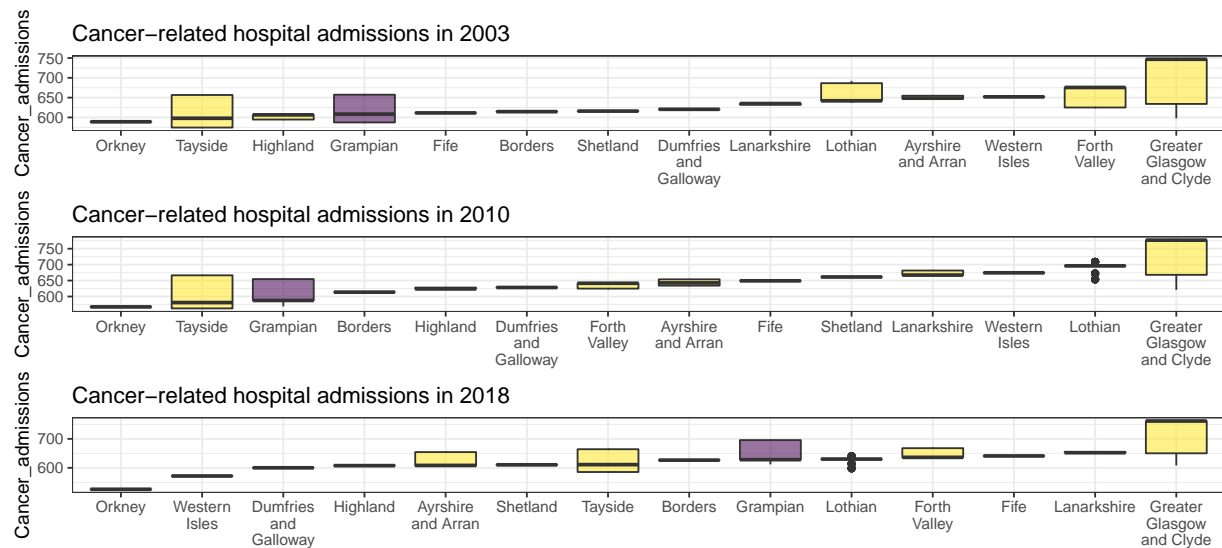 Cancer−related hospital admissions in 2003
Cancer_admissions
750
700
650
600
Orkney Tayside Highland Grampian Fife Borders Shetland Dumfries Lanarkshire Lothian Ayrshire Western Forth Greater
and and Arran Isles Valley Glasgow
Galloway and Clyde
Cancer−related hospital admissions in 2010
Cancer_admissions
750
700
650
600
Orkney Tayside Grampian Borders Highland Dumfries Forth Ayrshire Fife Shetland Lanarkshire Western Lothian Greater
and Valley and Arran Isles Glasgow
Galloway and Clyde
Cancer−related hospital admissions in 2018
Cancer_admissions
700
600
Orkney Western Dumfries Highland Ayrshire Shetland Tayside Borders Grampian Lothian Forth Fife Lanarkshire Greater
Isles and and Arran Valley Glasgow
Galloway and Clyde